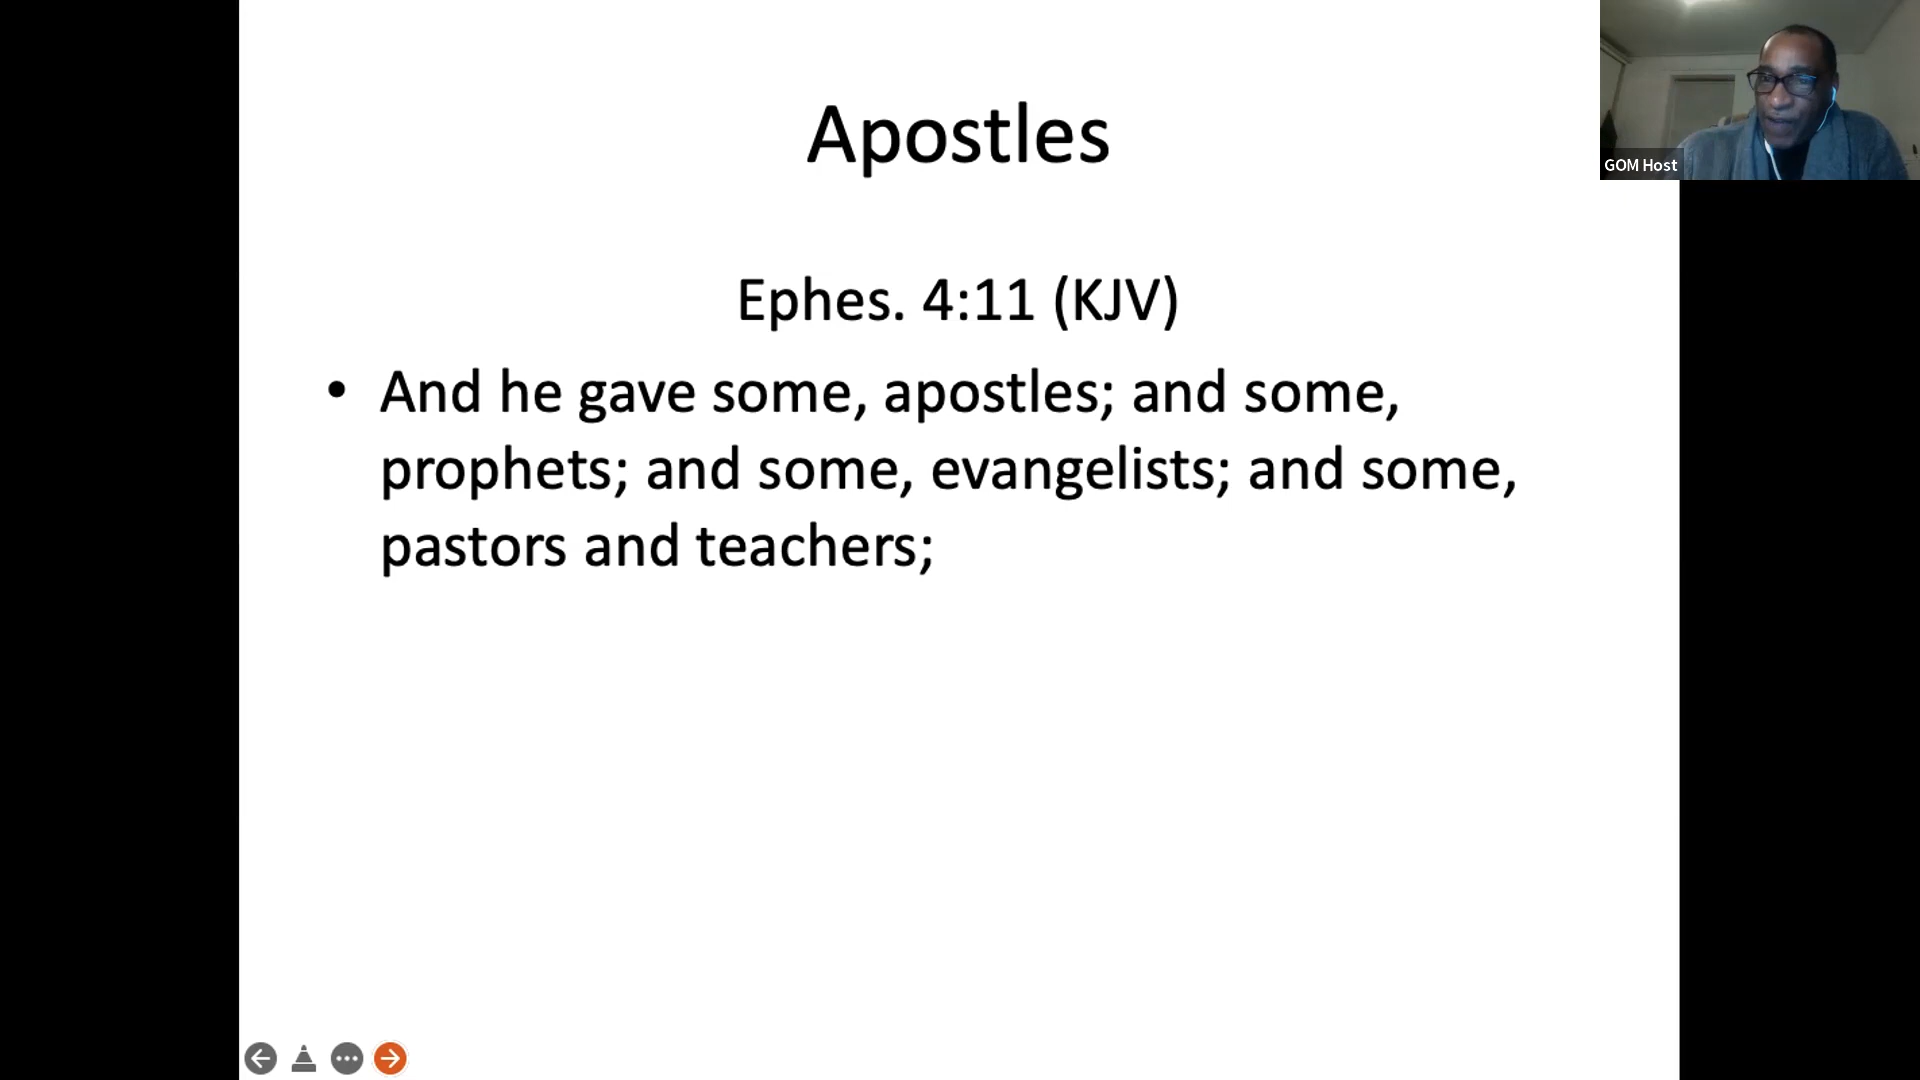 Apostles
GOM Host
Ephes. 4:11 (KJV)
• And he gave some, apostles; and some,
prophets; and some, evangelists; and some,
pastors and teachers;